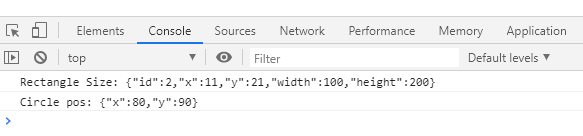 Elements Console Sources Network Performance Memory Application
top Filter Default levels
Rectangle Size: {"id":2,"x":11,"y":21,"width":100,"height":200}
Circle pos: {"x":80,"y":90}